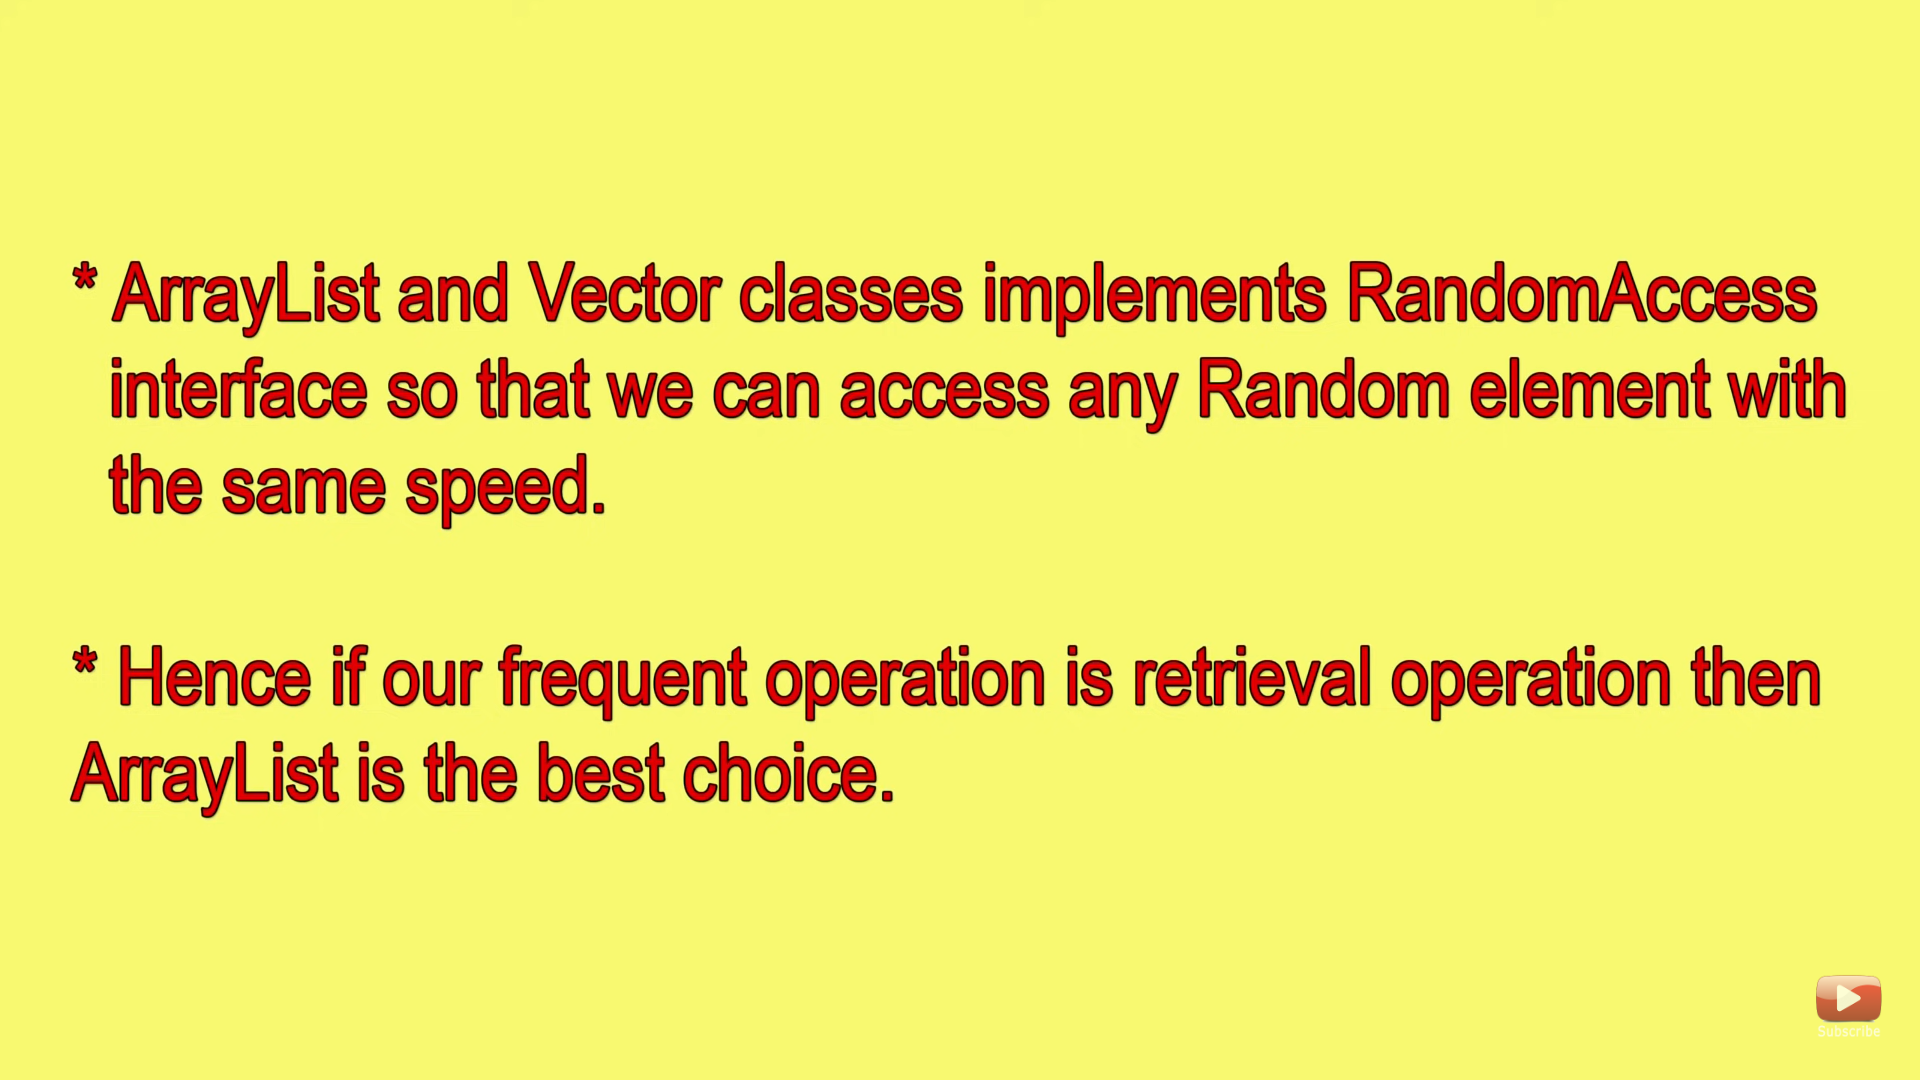 * ArrayList and Vector classes implements RandomAccess
interface so that we can access any Random element with
the same speed.
* Hence if our frequent operation is retrieval operation then
ArrayList is the best choice.
Subscribe